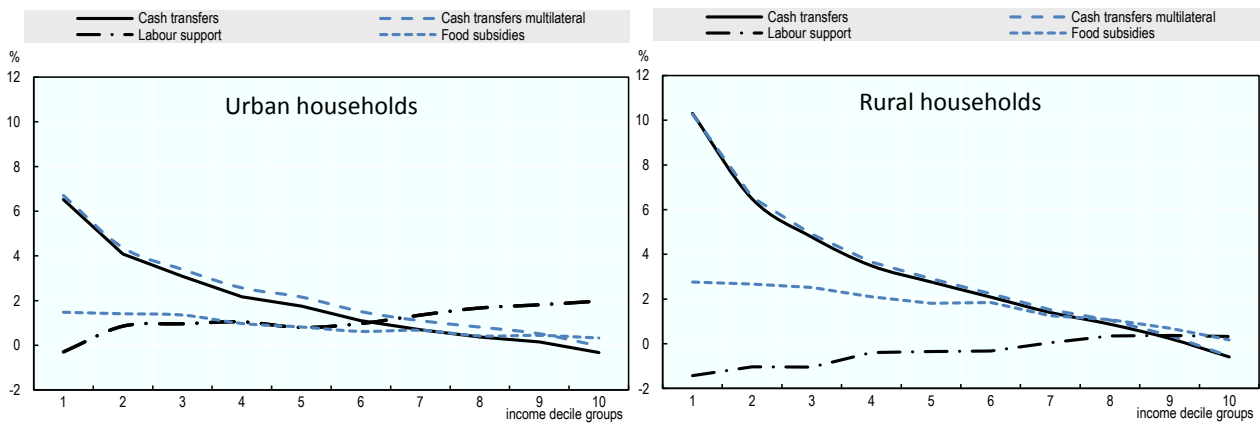 Cash transfers Cash transfers multilateral
Labour support Food subsidies
%
Urban households
12
10
8
6
4
2
0
-2
1 2 3 4 5 6 7 8 9 10
income decile groups
Cash transfers Cash transfers multilateral
Labour support Food subsidies
%
Rural households
12
10
8
6
4
2
0
-2
1 2 3 4 5 6 7 8 9 10
income decile groups